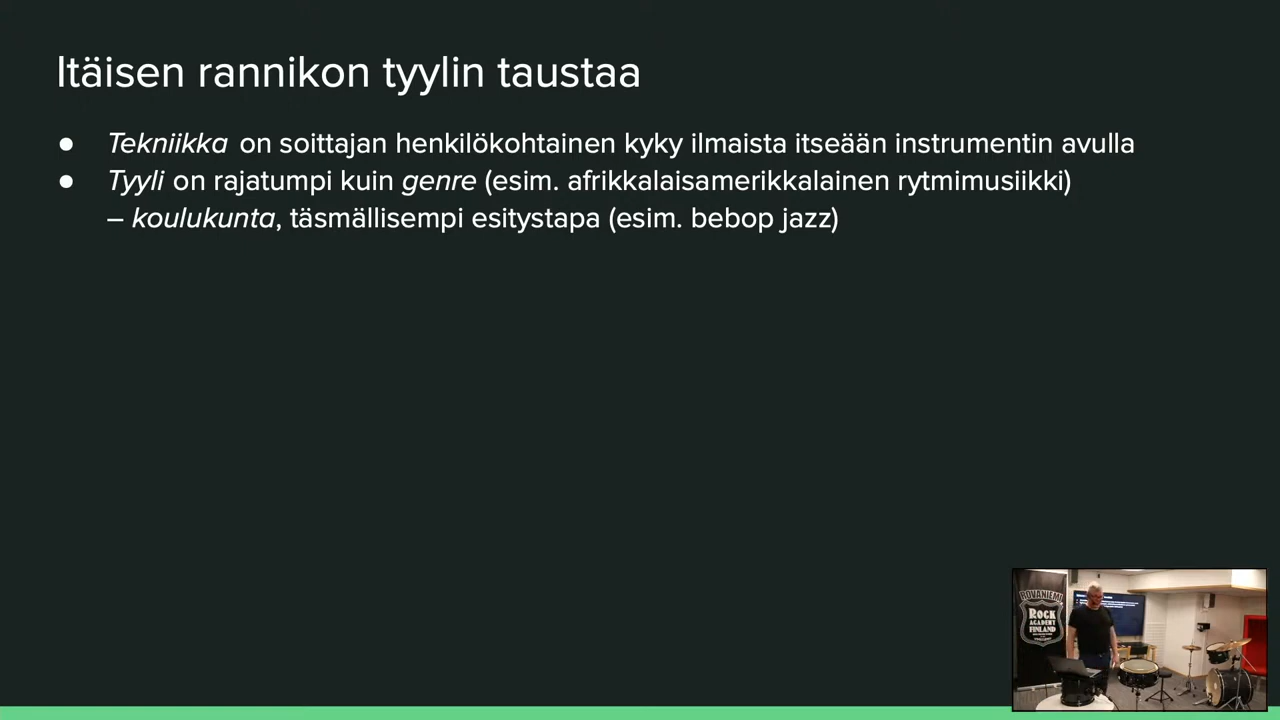 Itäisen rannikon tyylin taustaa
● Tekniikka on soittajan henkilökohtainen kyky ilmaista itseään instrumentin avulla
● Tyyli on rajatumpi kuin genre (esim. afrikkalaisamerikkalainen rytmimusiikki)
– koulukunta, täsmällisempi esitystapa (esim. bebop jazz)
ROVANIEMI
ROCK
ACADEMY
FINLAND